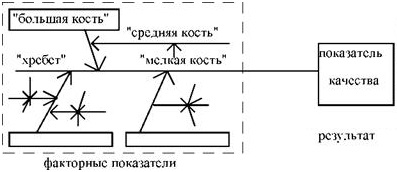 "большая кость"
"средняя кость"
"хребет"
"мелкая кость"
показатель
качества
результат
факторные показатели